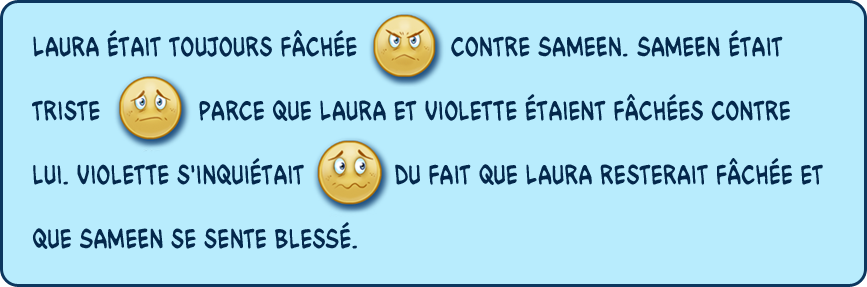 LAURA ÉTAIT TOUJOURS FÂCHÉE CONTRE SAMEEN. SAMEEN ÉTAIT
TRISTE PARCE QUE LAURA ET VIOLETTE ÉTAIENT FÂCHÉES CONTRE
LUI. VIOLETTE S'INQUIÉTAIT DU FAIT QUE LAURA RESTERAIT FÂCHÉE ET
QUE SAMEEN SE SENTE BLESSÉ.